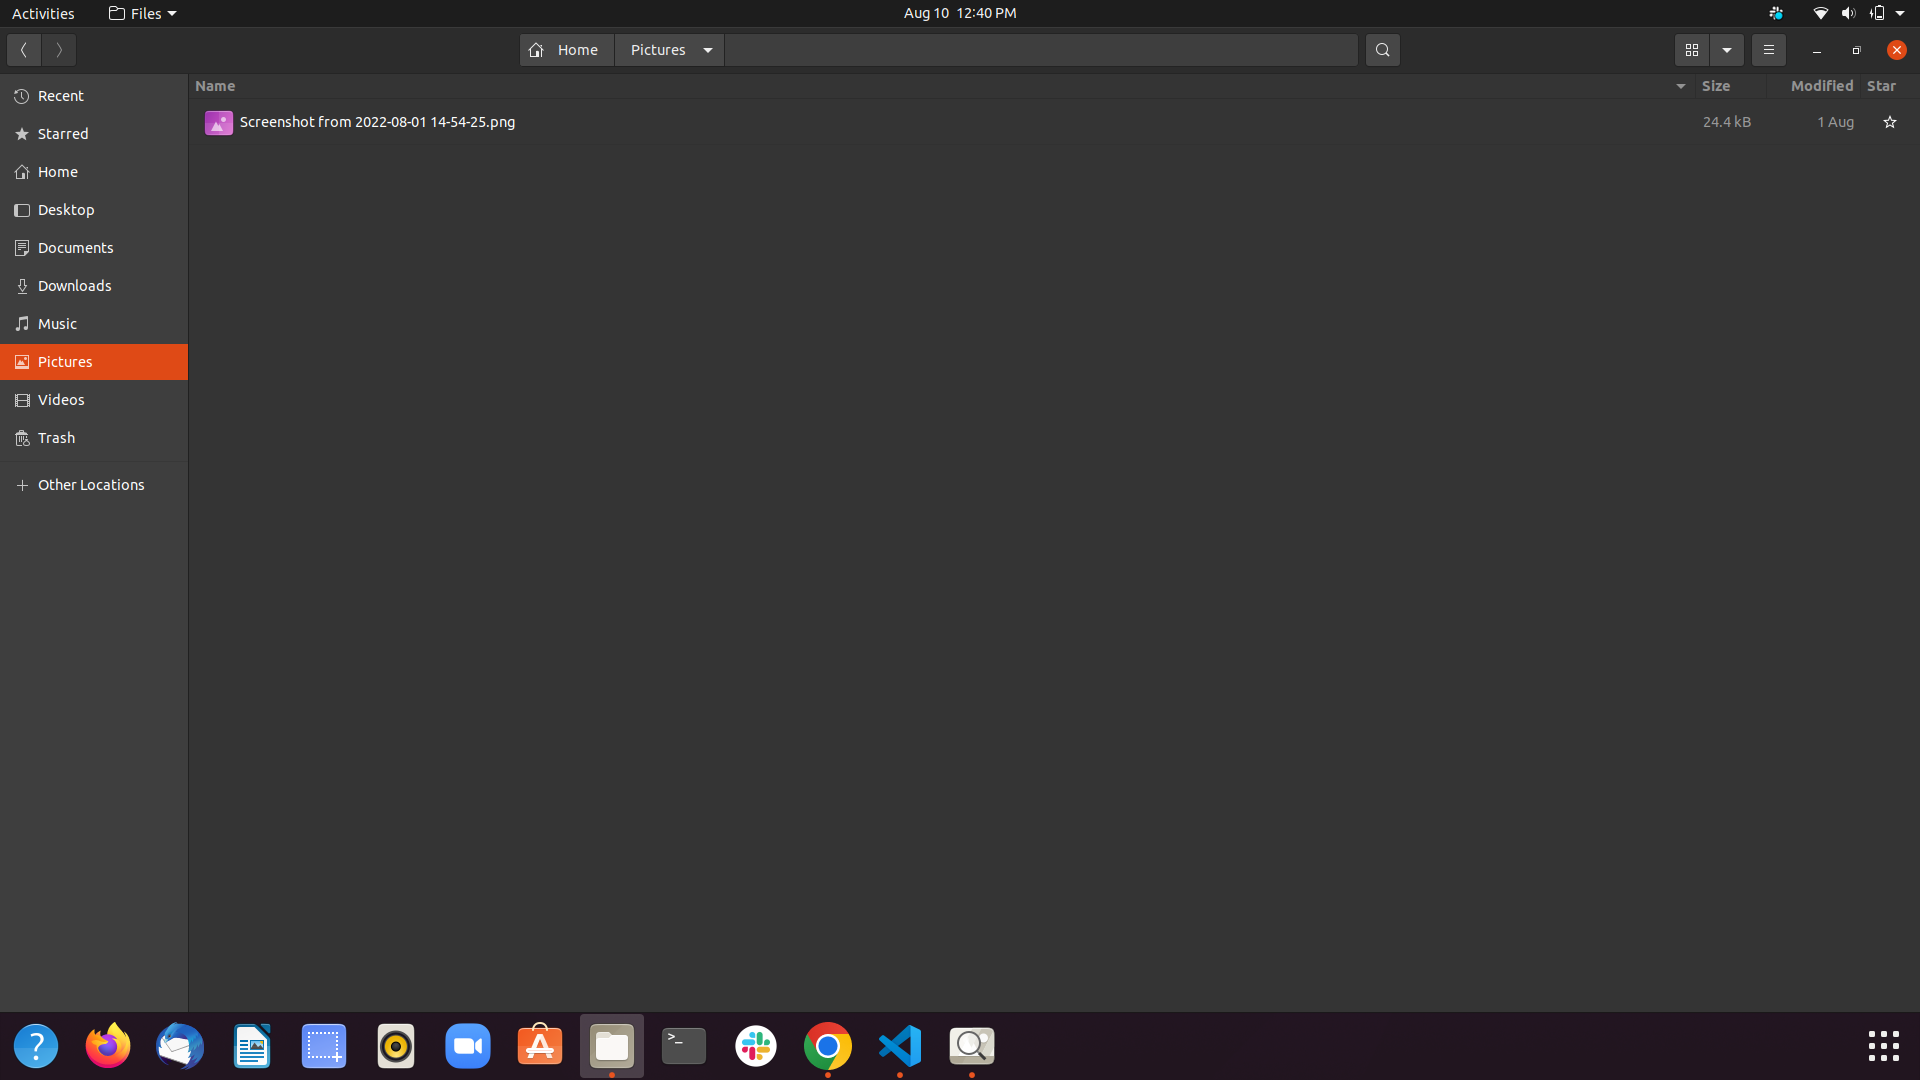 Activities Files Aug 10 12:40 PM
Home Pictures
Name Size Modified Star
Screenshot from 2022-08-01 14-54-25.png 24.4 kB 1 Aug
Recent
Starred
Home
Desktop
Documents
Downloads
Music
Pictures
Videos
Trash
Other Locations